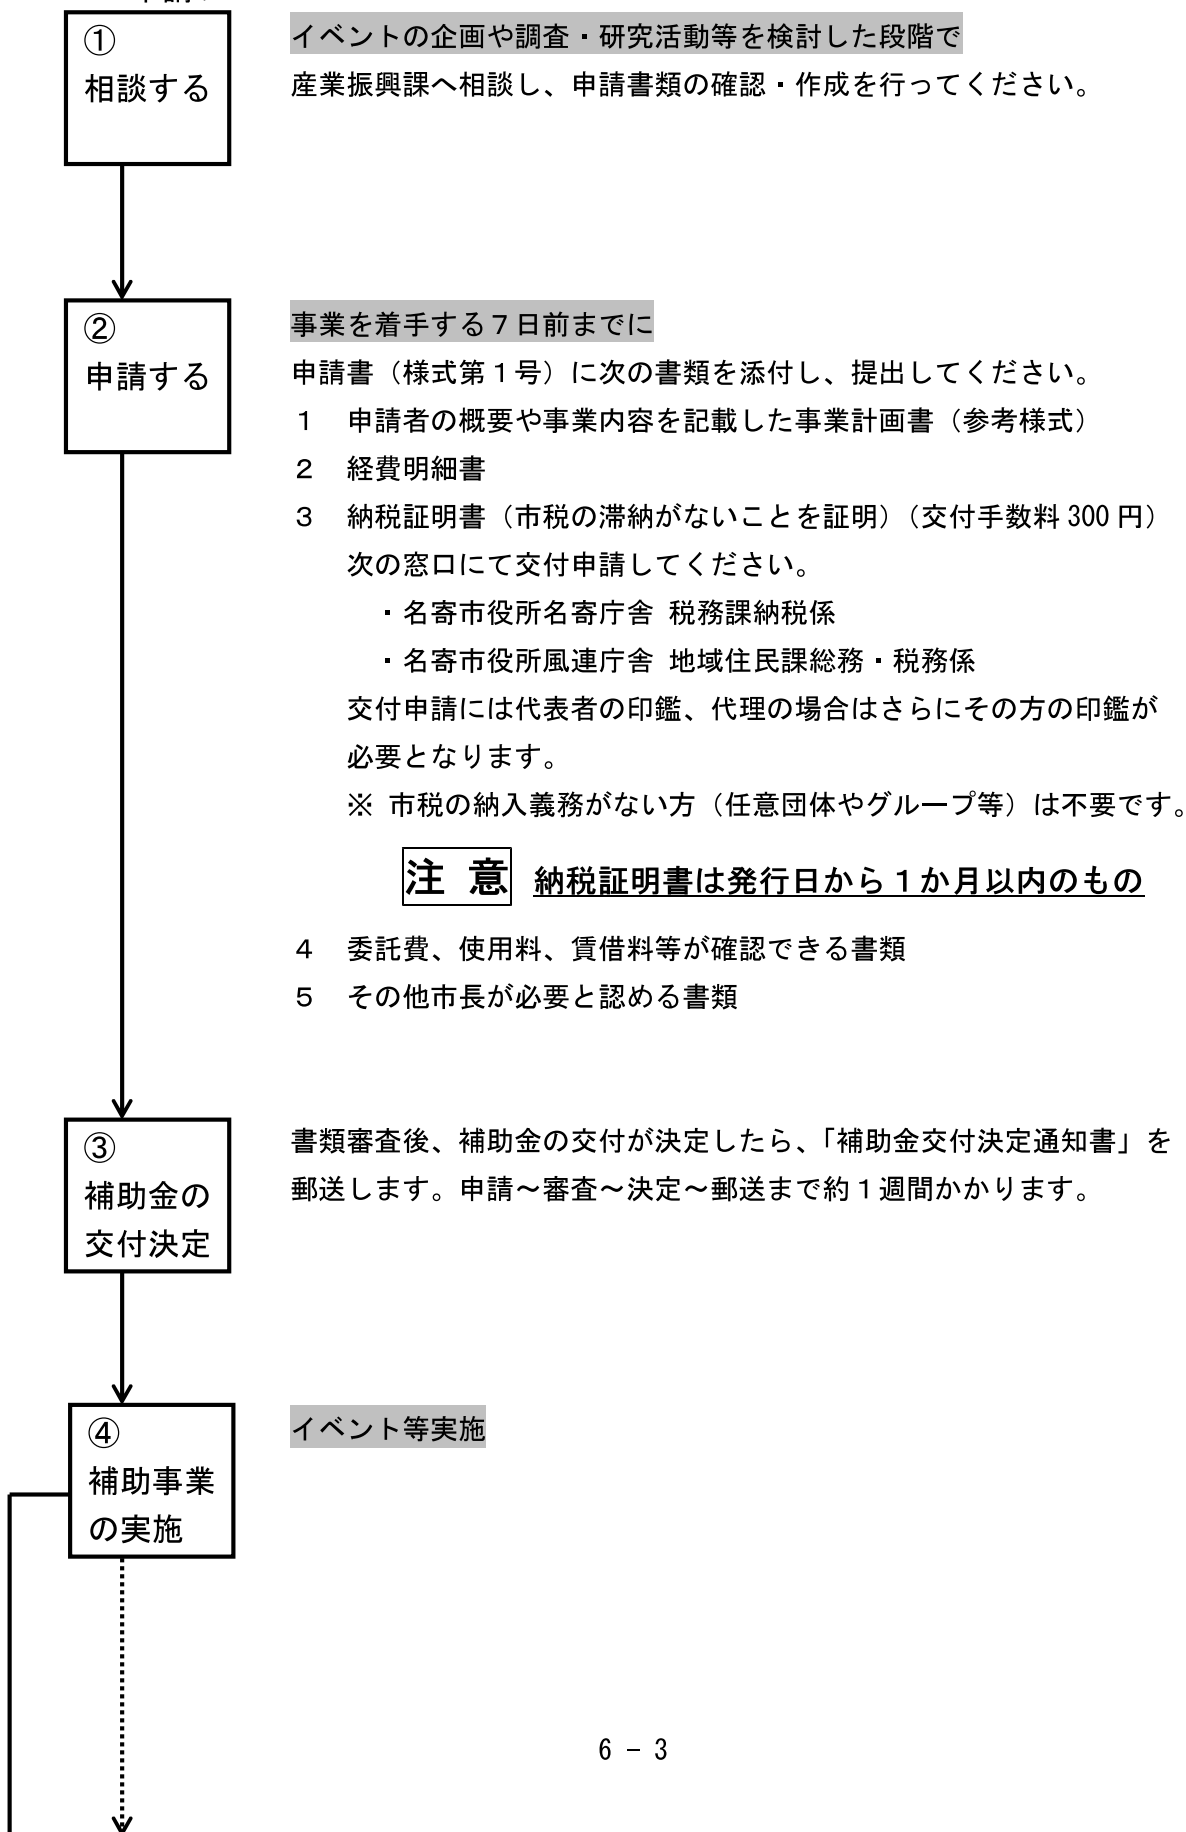 ①
相談する
イベントの企画や調査・研究活動等を検討した段階で
産業振興課へ相談し、申請書類の確認・作成を行ってください。
②
申請する
事業を着手する７日前までに
申請書（様式第１号）に次の書類を添付し、提出してください。
１　申請者の概要や事業内容を記載した事業計画書（参考様式）
２　経費明細書
３　納税証明書（市税の滞納がないことを証明）（交付手数料 300 円）
次の窓口にて交付申請してください。
・名寄市役所名寄庁舎 税務課納税係
・名寄市役所風連庁舎 地域住民課総務・税務係
交付申請には代表者の印鑑、代理の場合はさらにその方の印鑑が
必要となります。
※ 市税の納入義務がない方（任意団体やグループ等）は不要です。
注 意 納税証明書は発行日から１か月以内のもの
４　委託費、使用料、賃借料等が確認できる書類
５　その他市長が必要と認める書類
③
補助金の
交付決定
書類審査後、補助金の交付が決定したら、「補助金交付決定通知書」を
郵送します。申請～審査～決定～郵送まで約１週間かかります。
④
補助事業
の実施
イベント等実施
6 － 3